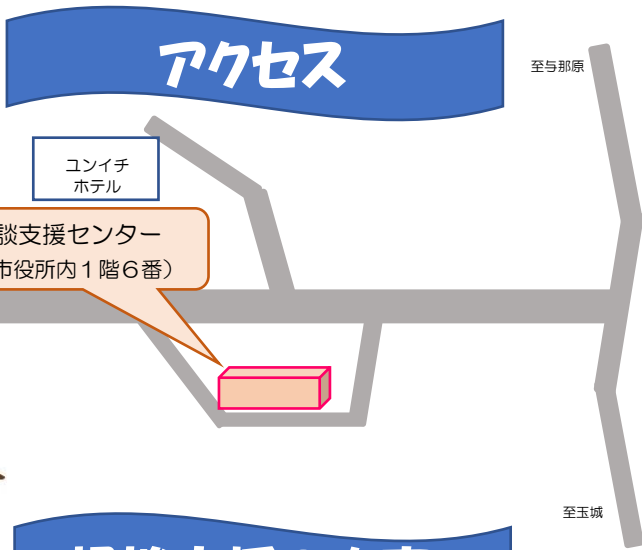 アクセス
至与那原
ユンイチ
ホテル
談支援センター
市役所内１階６番）
至玉城